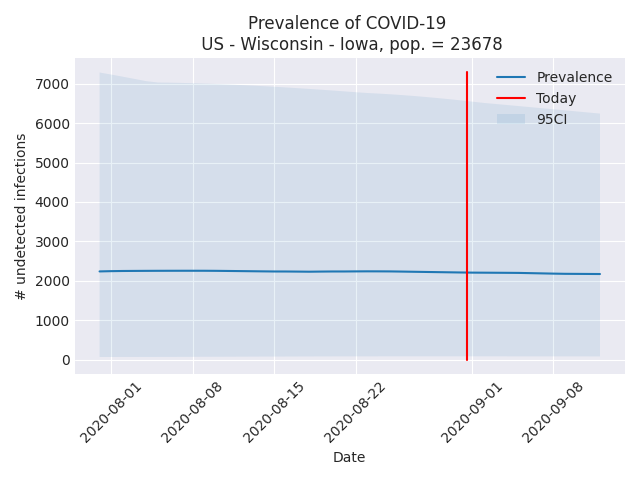 Prevalence of COVID-19
US - Wisconsin - Iowa, pop. = 23678
Prevalence
Today
95CI
7000
6000
5000
4000
3000
2000
1000
0
# undetected infections
2020-08-01
2020-08-08
2020-08-15
2020-08-22
2020-09-01
2020-09-08
Date